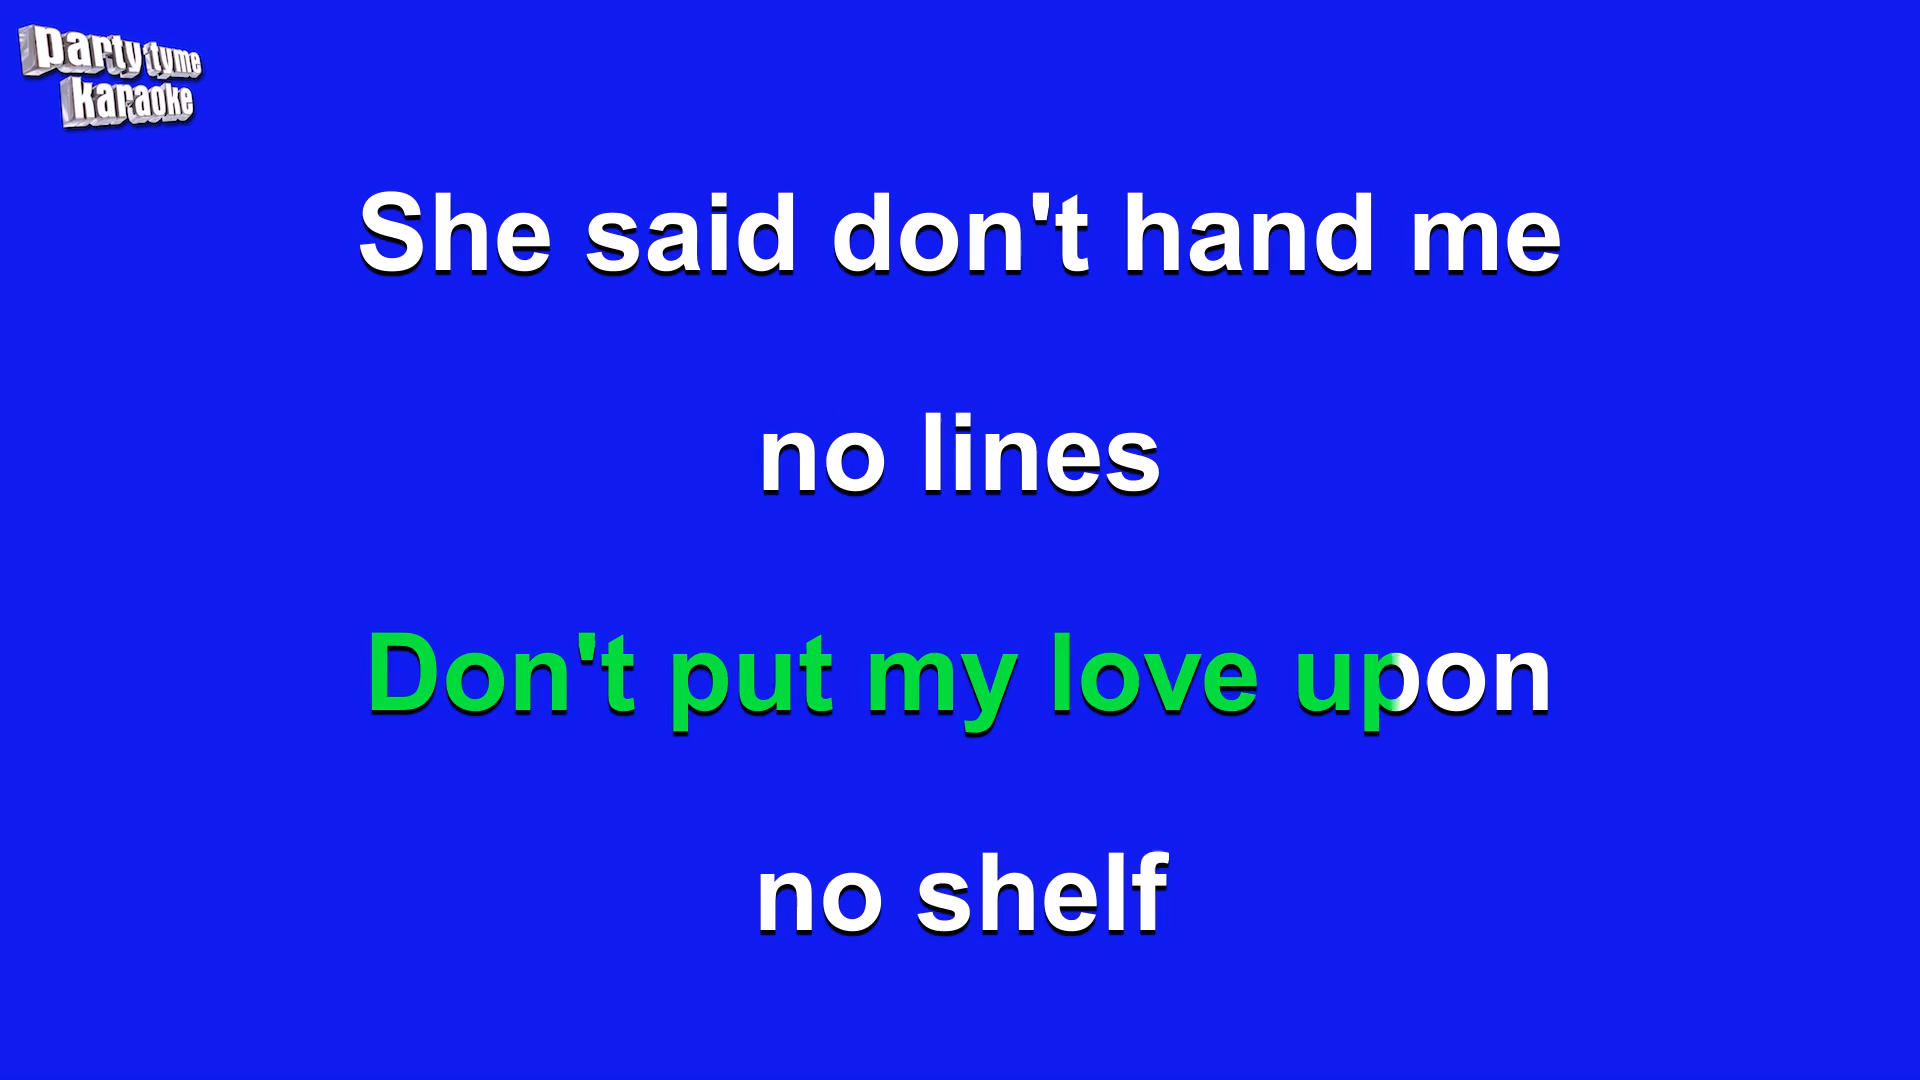 party tyme
karaoke
She said don't hand me
no lines
Don't put my love upon
no shelf